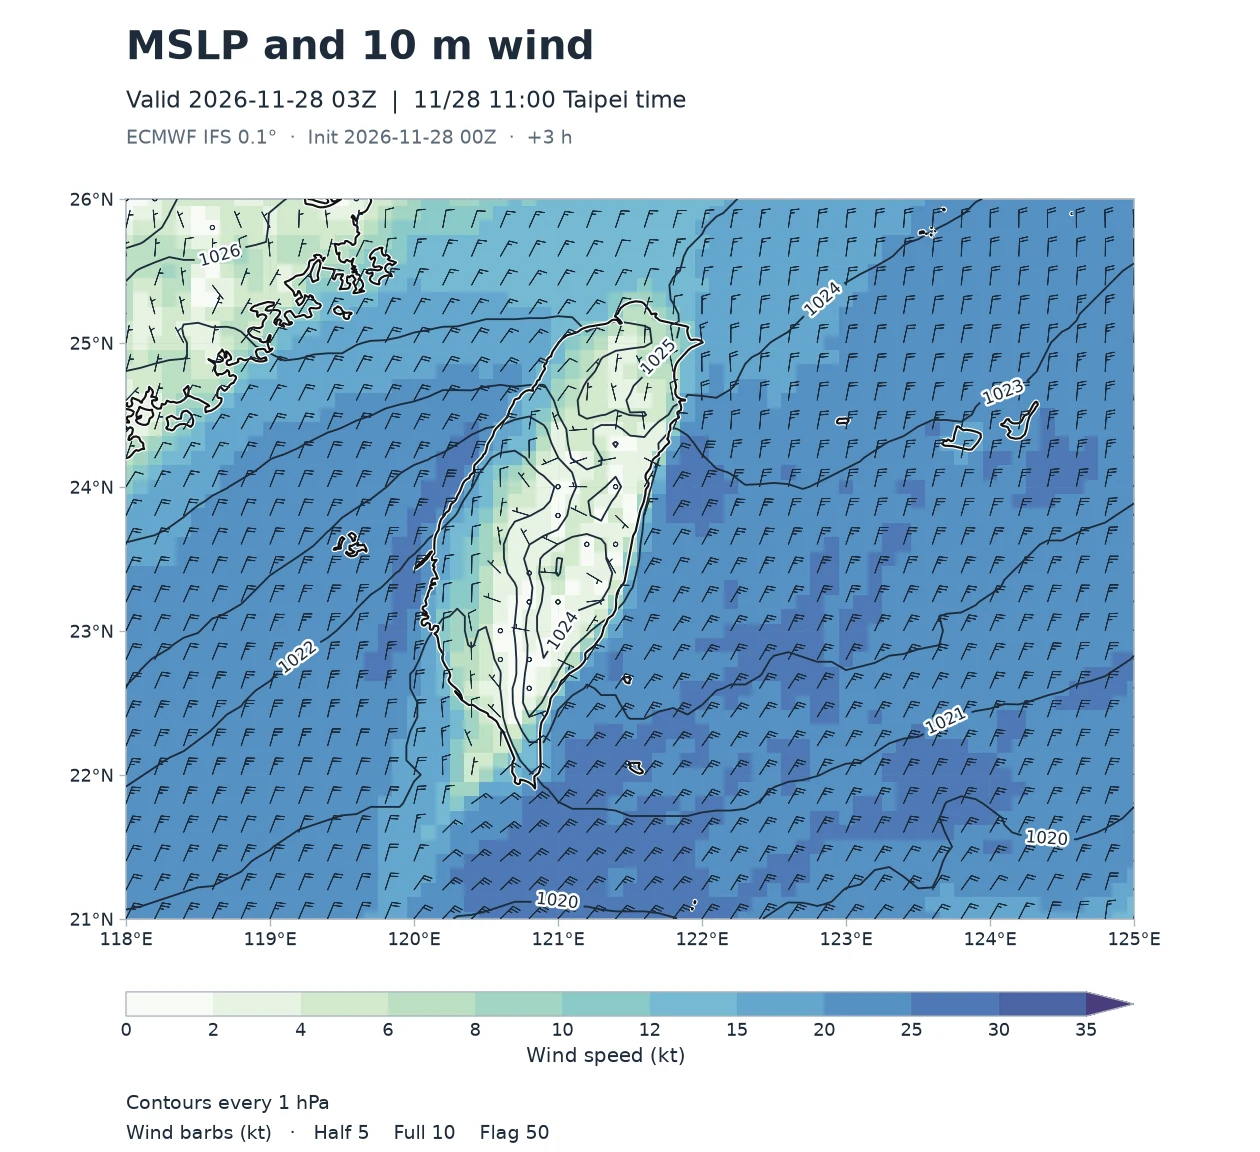 MSLP and 10 m wind
Valid 2026-11-28 03Z | 11/28 11:00 Taipei time
ECMWF IFS 0.1° · Init 2026-11-28 00Z · +3 h
26°N
1026
1024
25°N
1025
1023
24°N
23°N
1024
1022
1021
22°N
1020
1020
21°N
118°E 119°E 120°E 121°E 122°E 123°E 124°E 125°E
0 2 4 6 8 10 12 15 20 25 30 35
Wind speed (kt)
Contours every 1 hPa
Wind barbs (kt) · Half 5 Full 10 Flag 50